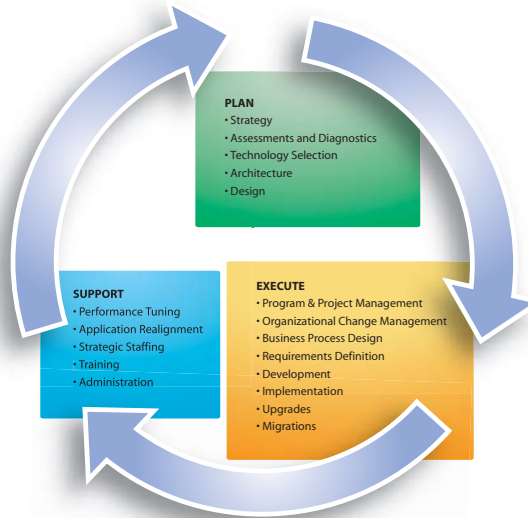 PLAN
• Strategy
• Assessments and Diagnostics
• Technology Selection
• Architecture
• Design
SUPPORT
• Performance Tuning
• Application Realignment
• Strategic Staffing
• Training
• Administration
EXECUTE
• Program & Project Management
• Organizational Change Management
• Business Process Design
• Requirements Definition
• Development
• Implementation
• Upgrades
• Migrations